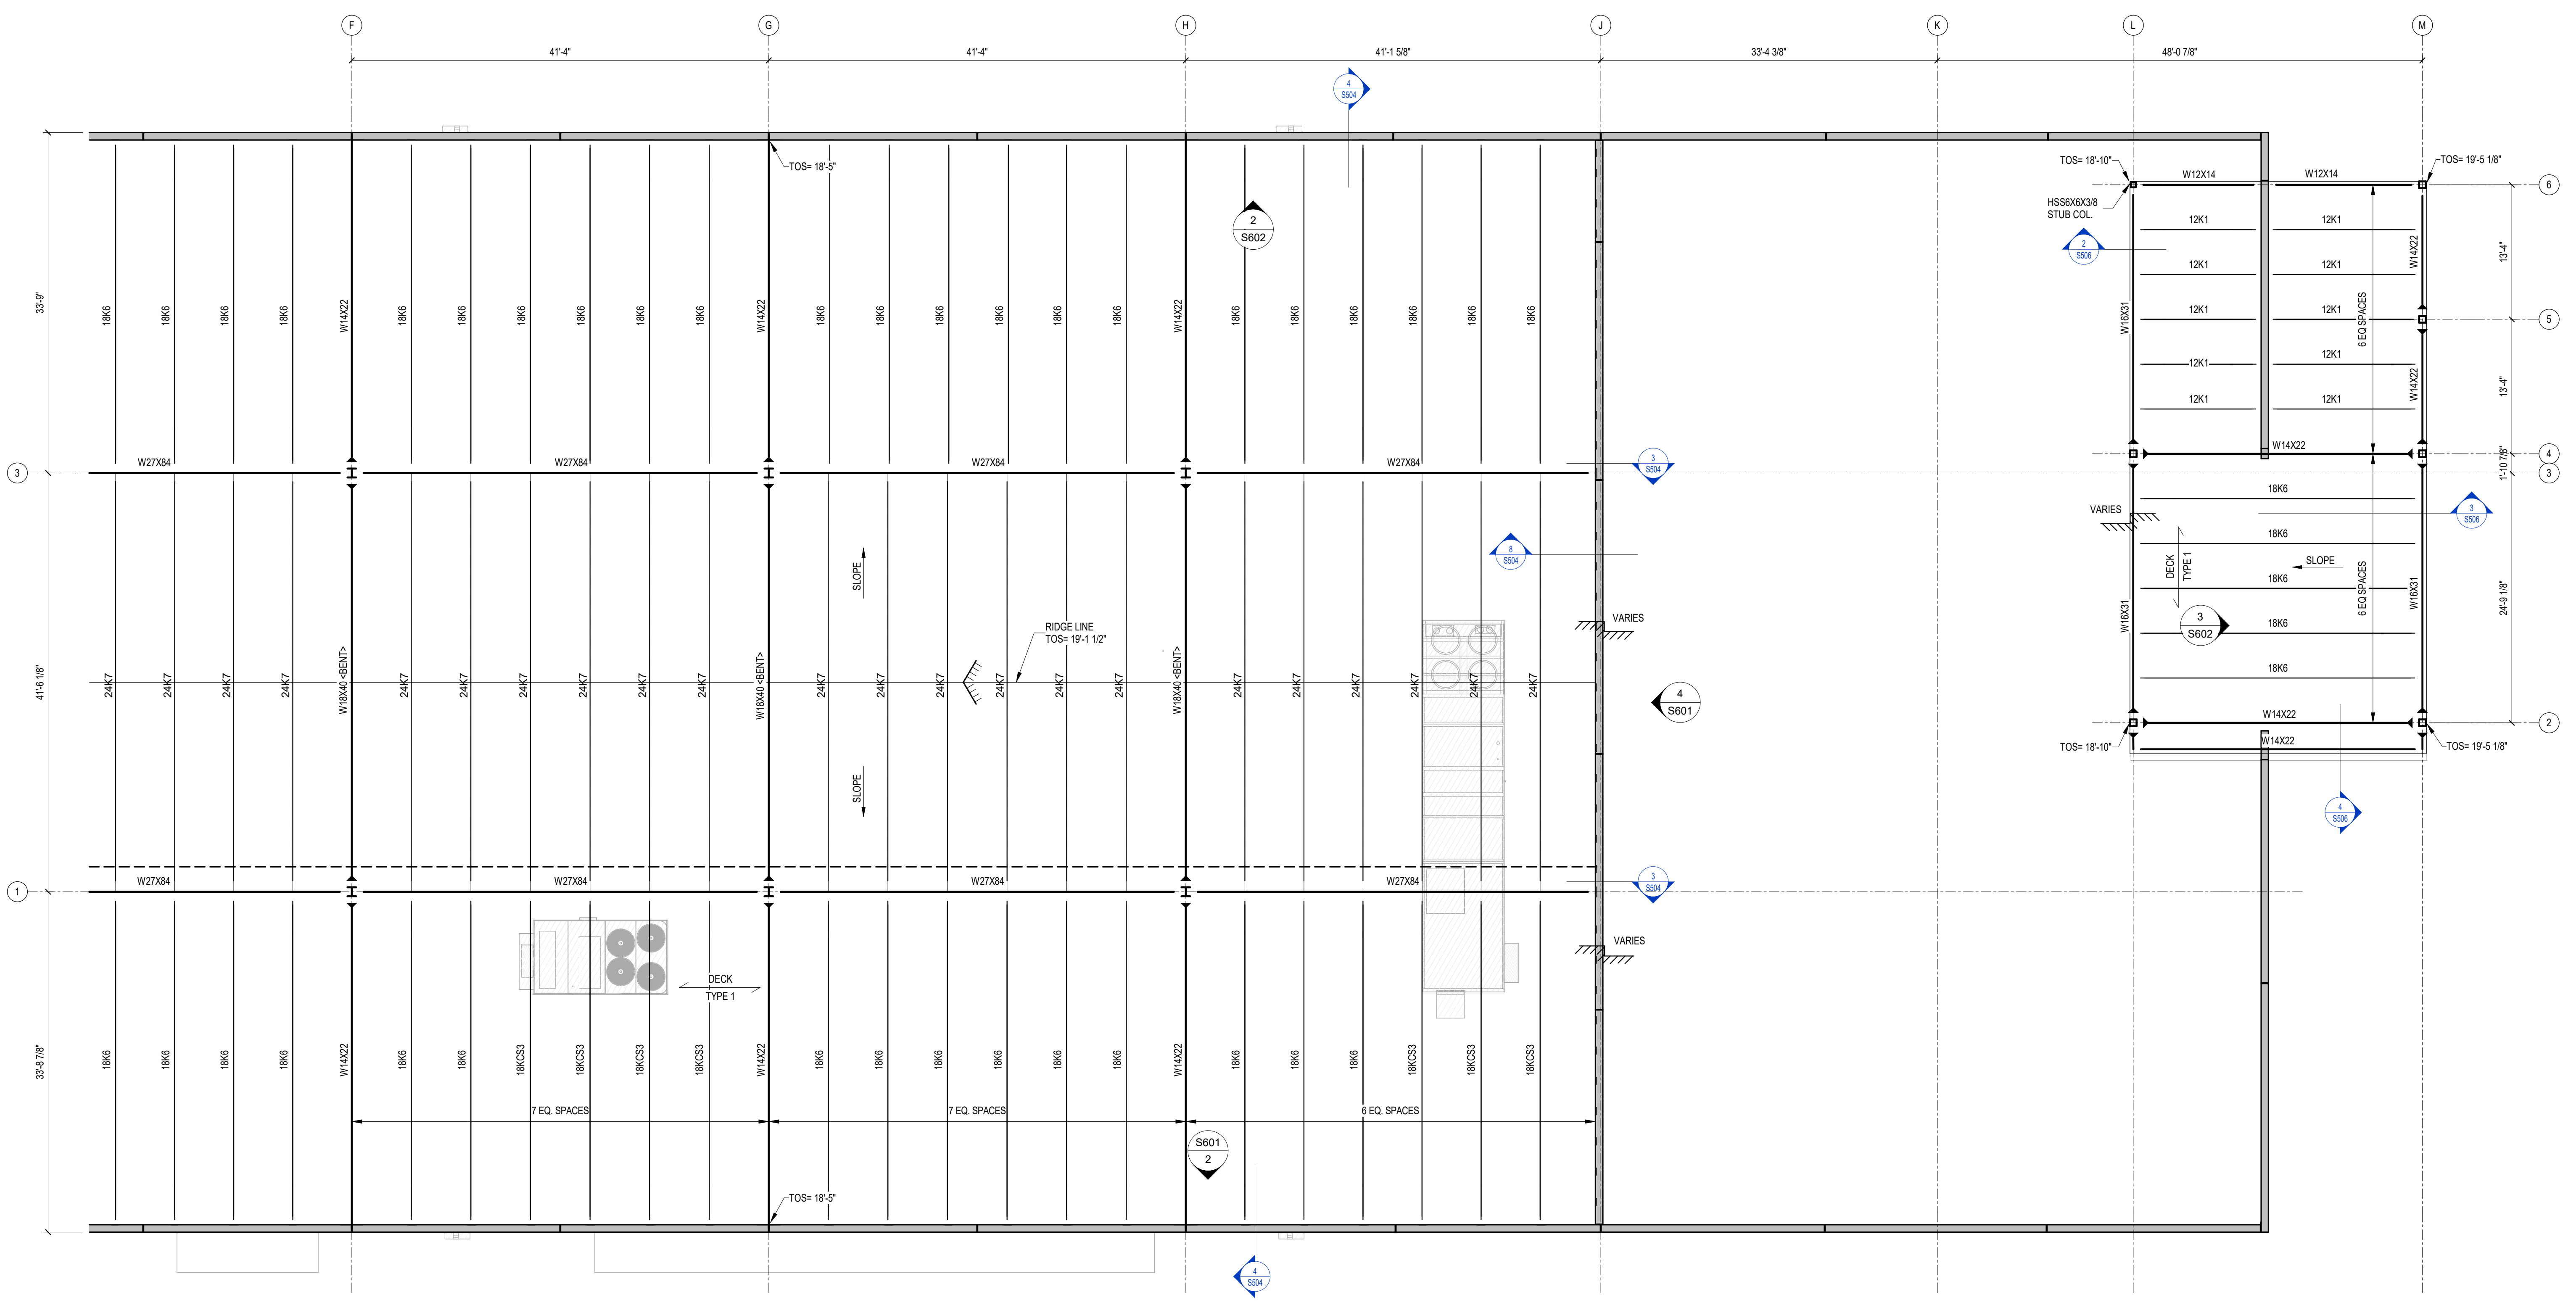 F
G
H
J
K
L
M
41'-4"
41'-4"
41'-1 5/8"
33'-4 3/8"
48'-0 7/8"
4
S504
TOS= 18'-5"
2
S602
TOS= 18'-10"
TOS= 19'-5 1/8"
W12X14
W12X14
6
HSS6X6X3/8
STUB COL.
2
S506
12K1
12K1
12K1
12K1
12K1
12K1
12K1
12K1
12K1
12K1
W14X22
W14X22
W16X31
6 EQ SPACES
13'-4"
13'-4"
5
33'-9"
18K6
18K6
18K6
18K6
W14X22
18K6
18K6
18K6
18K6
18K6
18K6
W14X22
18K6
18K6
18K6
18K6
18K6
18K6
W14X22
18K6
18K6
18K6
18K6
18K6
18K6
3
W27X84
W27X84
W27X84
W27X84
3
S504
W14X22
4
1'-10 7/8"
3
18K6
18K6
18K6
18K6
18K6
VARIES
3
S506
DECK
TYPE 1
SLOPE
W16X31
W16X31
6 EQ SPACES
24'-9 1/8"
3
S602
8
S504
SLOPE
VARIES
RIDGE LINE
TOS= 19'-1 1/2"
41'-6 1/8"
24K7
24K7
24K7
24K7
W18X40 <BENT>
24K7
24K7
24K7
24K7
24K7
24K7
W18X40 <BENT>
24K7
24K7
24K7
24K7
24K7
24K7
W18X40 <BENT>
24K7
24K7
24K7
24K7
24K7
24K7
4
S601
W14X22
2
W14X22
TOS= 18'-10"
TOS= 19'-5 1/8"
SLOPE
4
S506
1
W27X84
W27X84
W27X84
W27X84
3
S504
VARIES
DECK
TYPE 1
33'-8 7/8"
18K6
18K6
18K6
18K6
W14X22
18K6
18K6
18KCS3
18KCS3
18KCS3
18KCS3
W14X22
18K6
18K6
18K6
18K6
18K6
18K6
W14X22
18K6
18K6
18K6
18KCS3
18KCS3
18KCS3
7 EQ. SPACES
7 EQ. SPACES
6 EQ. SPACES
S601
2
TOS= 18'-5"
4
S504